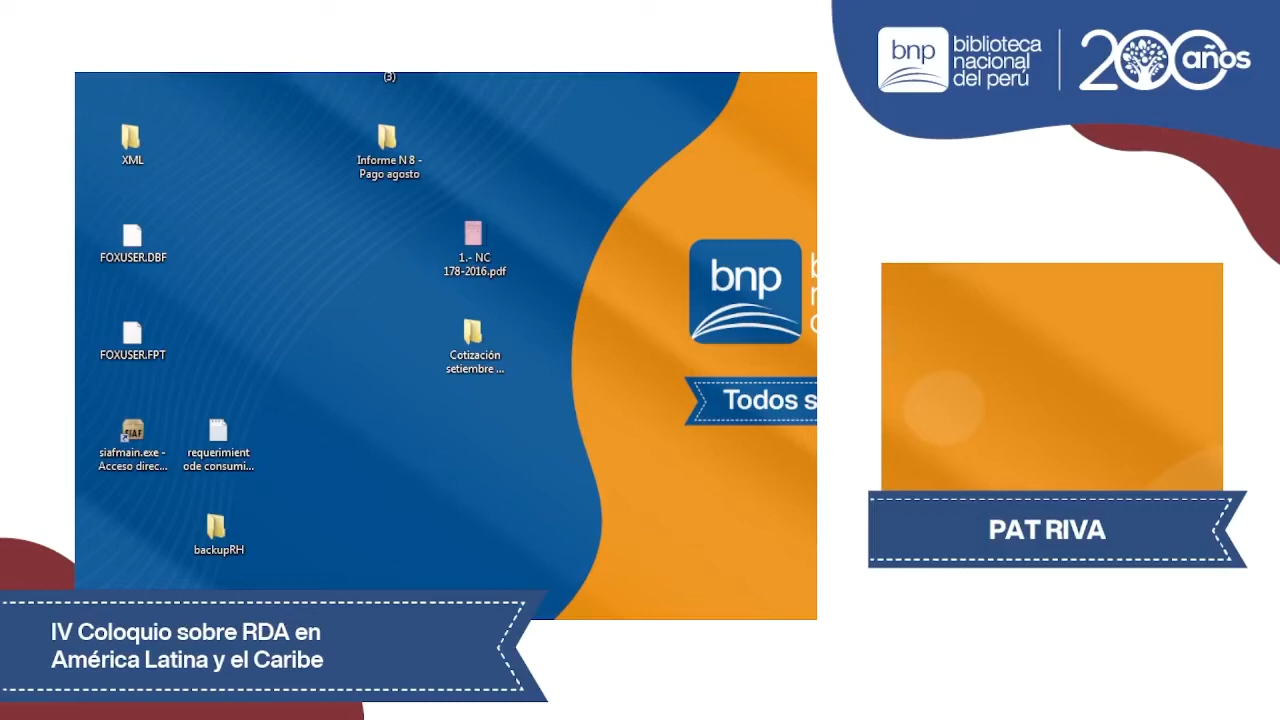 bnp
biblioteca
nacional
del perú
200 años
(3)
XML
Informe N 8 -
Pago agosto
FOXUSER.DBF
1.- NC
178-2016.pdf
FOXUSER.FPT
Cotización
setiembre ...
siafmain.exe -
Acceso direc...
requerimient
ode consumi...
backupRH
SIAF
bnp
Todos s
PAT RIVA
IV Coloquio sobre RDA en
América Latina y el Caribe